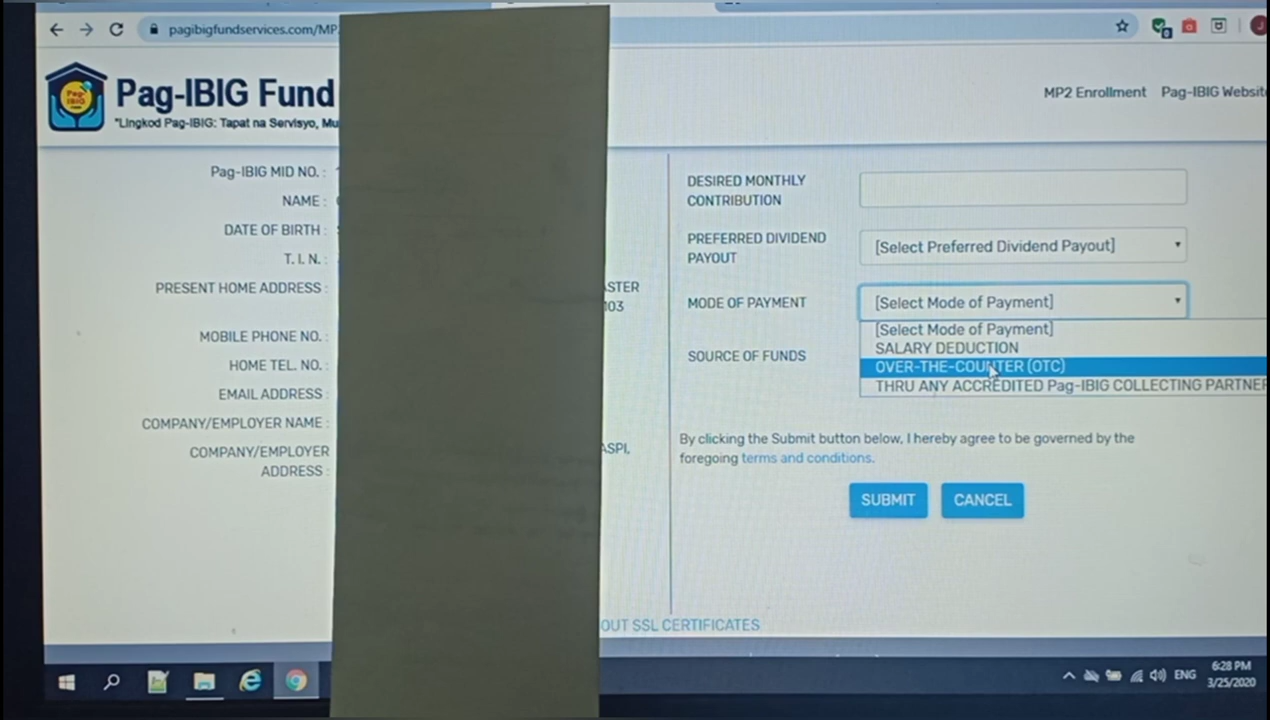 pagibigfundservices.com/MP
Pag-IBIG Fund
"Lingkod Pag-IBIG: Tapat na Serbisyo, Mu
MP2 Enrollment Pag-IBIG Websit
Pag-IBIG MID NO. :
NAME :
DATE OF BIRTH :
T. I. N. :
PRESENT HOME ADDRESS :
ASTER
103
MOBILE PHONE NO. :
HOME TEL. NO. :
EMAIL ADDRESS :
COMPANY/EMPLOYER NAME :
COMPANY/EMPLOYER
ADDRESS :
ASPI,
DESIRED MONTHLY
CONTRIBUTION
PREFERRED DIVIDEND
PAYOUT
[Select Preferred Dividend Payout]
MODE OF PAYMENT
[Select Mode of Payment]
[Select Mode of Payment]
SALARY DEDUCTION
OVER-THE-COUNTER (OTC)
THRU ANY ACCREDITED Pag-IBIG COLLECTING PARTNER
SOURCE OF FUNDS
By clicking the Submit button below, I hereby agree to be governed by the
foregoing terms and conditions.
SUBMIT CANCEL
OUT SSL CERTIFICATES
ENG
6:28 PM
3/25/2020